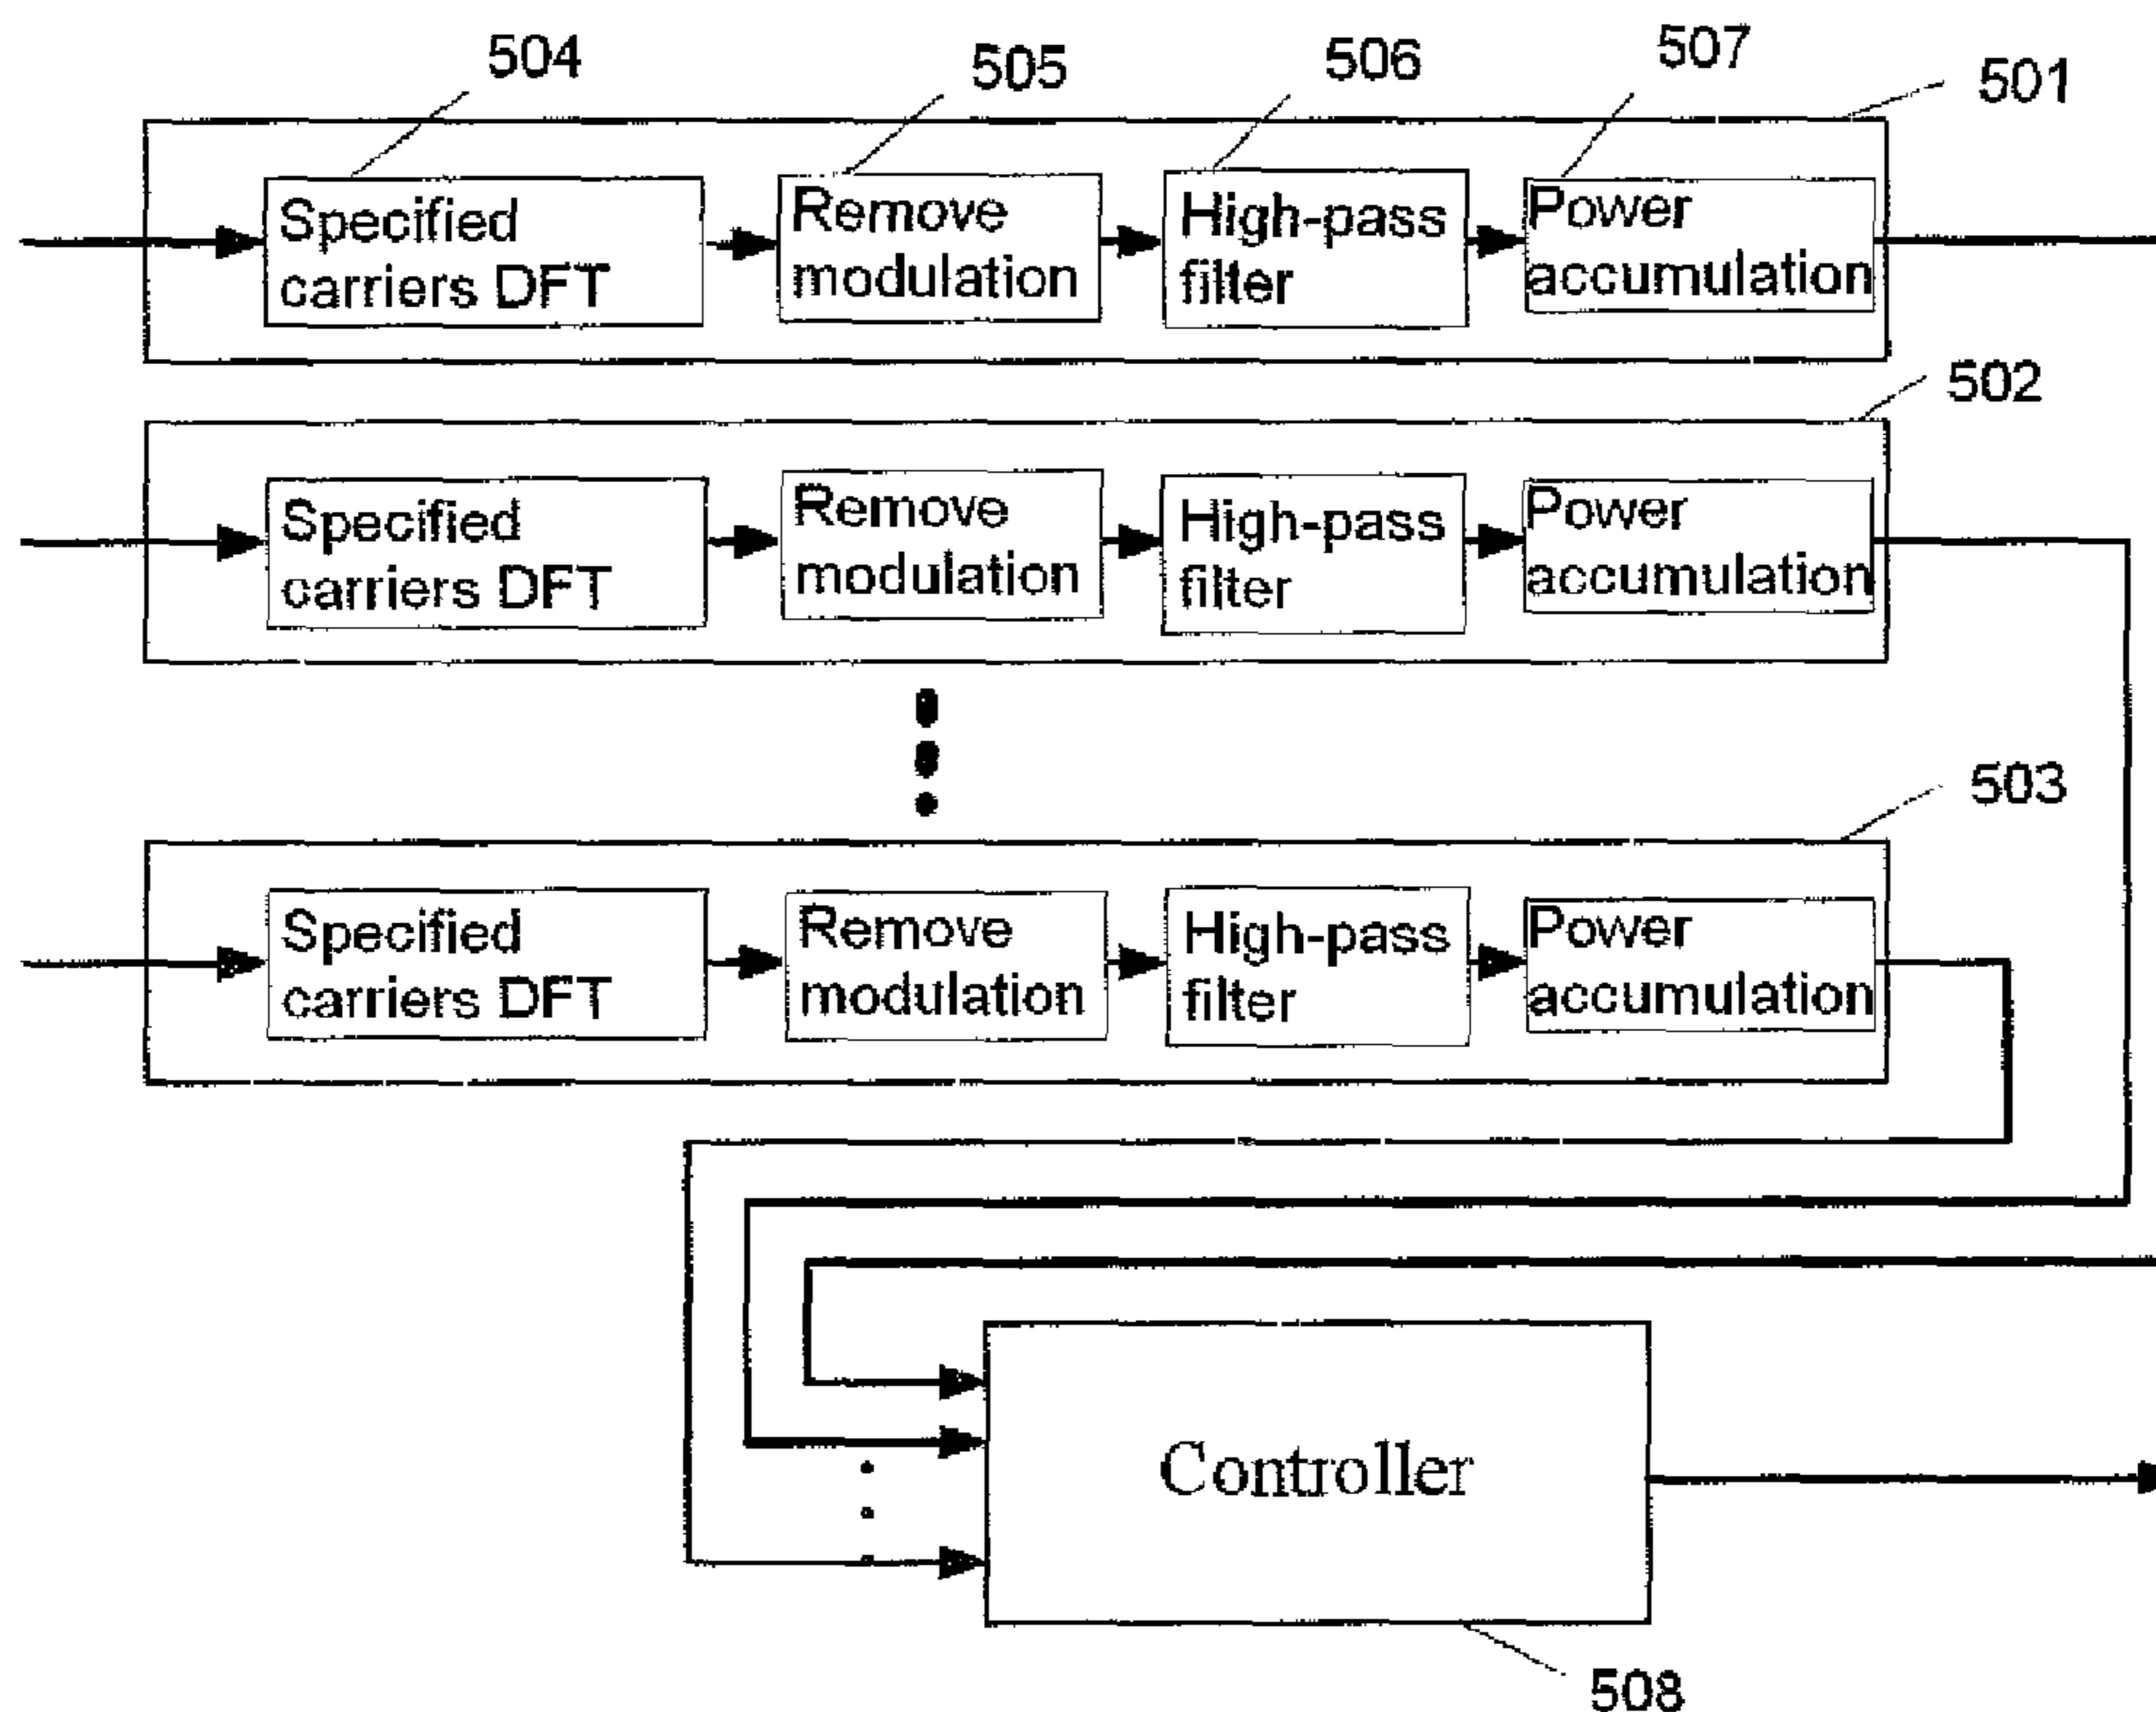 504
505
506
507
501
Specified
carriers DFT
Remove
modulation
High-pass
filter
Power
accumulation
502
Specified
carriers DFT
Remove
modulation
High-pass
filter
Power
accumulation
503
Specified
carriers DFT
Remove
modulation
High-pass
filter
Power
accumulation
Controller
508